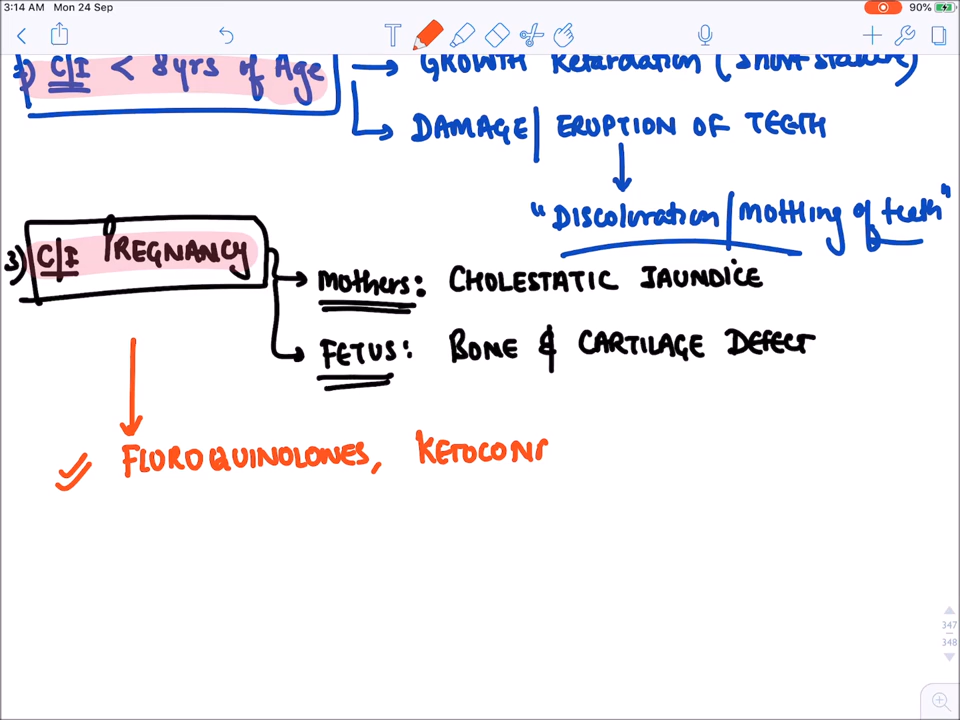 3:14 AM Mon 24 Sep 90%
C/I < 8yrs of Age → GROWTH Retardation (Short stature)
→ DAMAGE / ERUPTION OF TEETH
"DISCOLORATION / MOTTLING of teeth"
3) C/I PREGNANCY
→ Mothers: CHOLESTATIC JAUNDICE
→ FETUS: BONE & CARTILAGE DEFECT
FLUROQUINOLONES, KETOCON
347
348